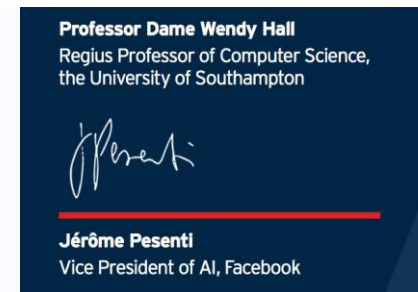 Professor Dame Wendy Hall
Regius Professor of Computer Science,
the University of Southampton
JPesenti
Jérôme Pesenti
Vice President of AI, Facebook